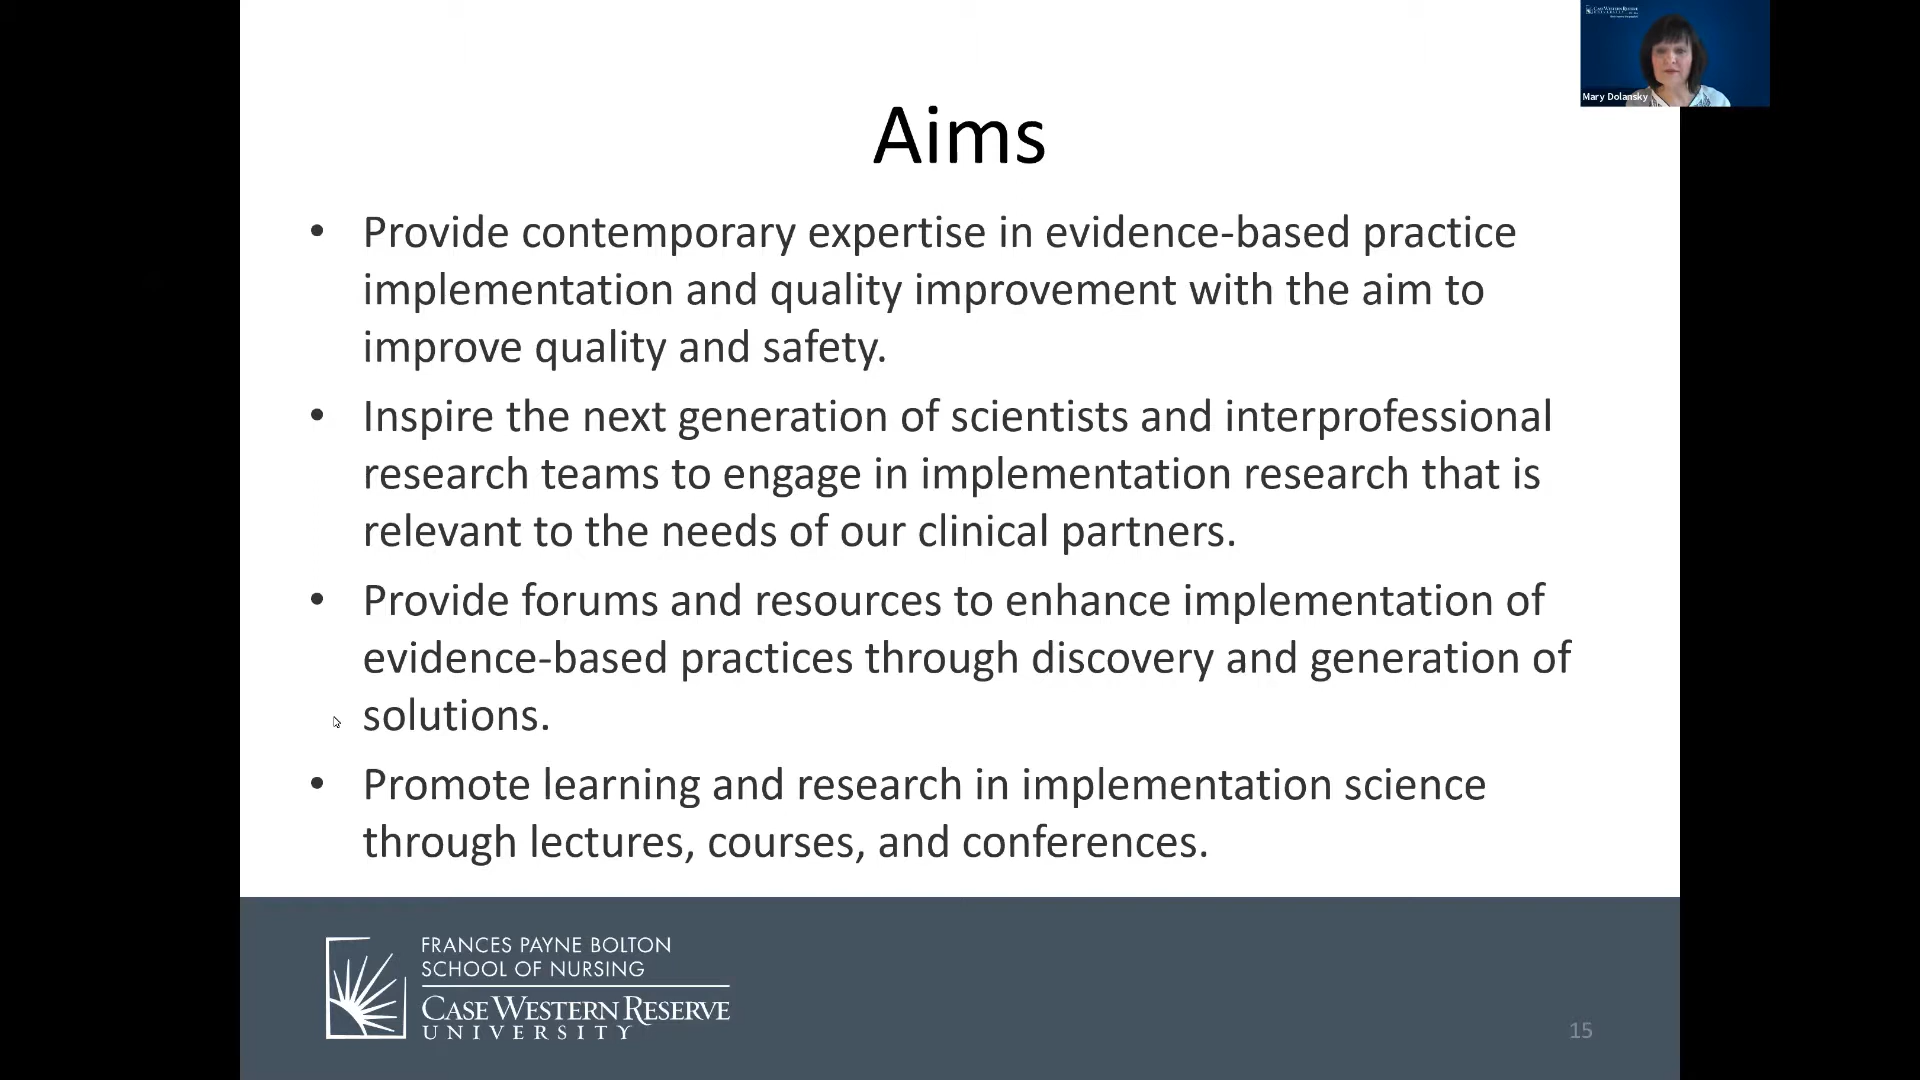 CASE WESTERN RESERVE
UNIVERSITY
Mary Dolansky
Aims
• Provide contemporary expertise in evidence-based practice
implementation and quality improvement with the aim to
improve quality and safety.
• Inspire the next generation of scientists and interprofessional
research teams to engage in implementation research that is
relevant to the needs of our clinical partners.
• Provide forums and resources to enhance implementation of
evidence-based practices through discovery and generation of
solutions.
• Promote learning and research in implementation science
through lectures, courses, and conferences.
FRANCES PAYNE BOLTON
SCHOOL OF NURSING
CASE WESTERN RESERVE
UNIVERSITY
15